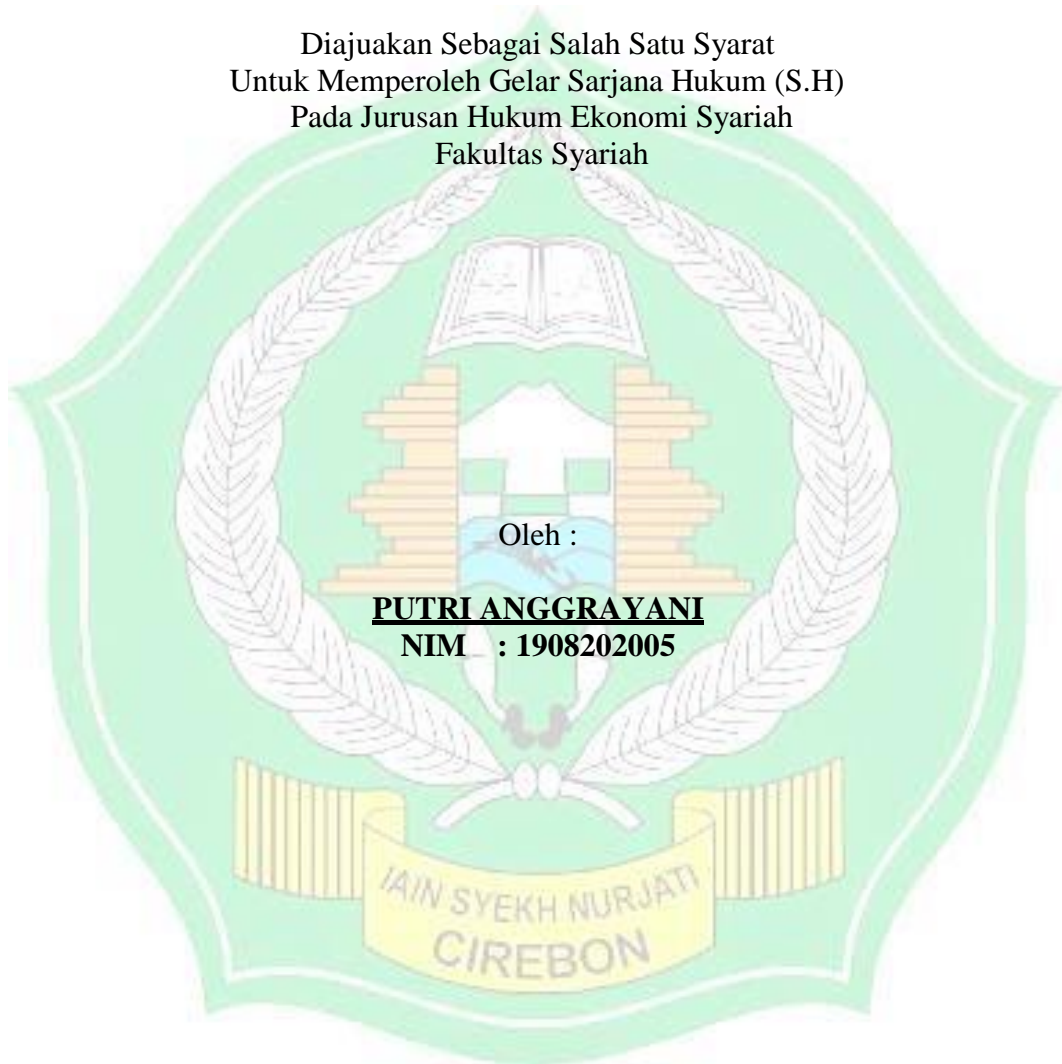 Diajuakan Sebagai Salah Satu Syarat
Untuk Memperoleh Gelar Sarjana Hukum (S.H)
Pada Jurusan Hukum Ekonomi Syariah
Fakultas Syariah
Oleh :
PUTRI ANGGRAYANI
NIM : 1908202005
IAIN SYEKH NURJATI
CIREBON